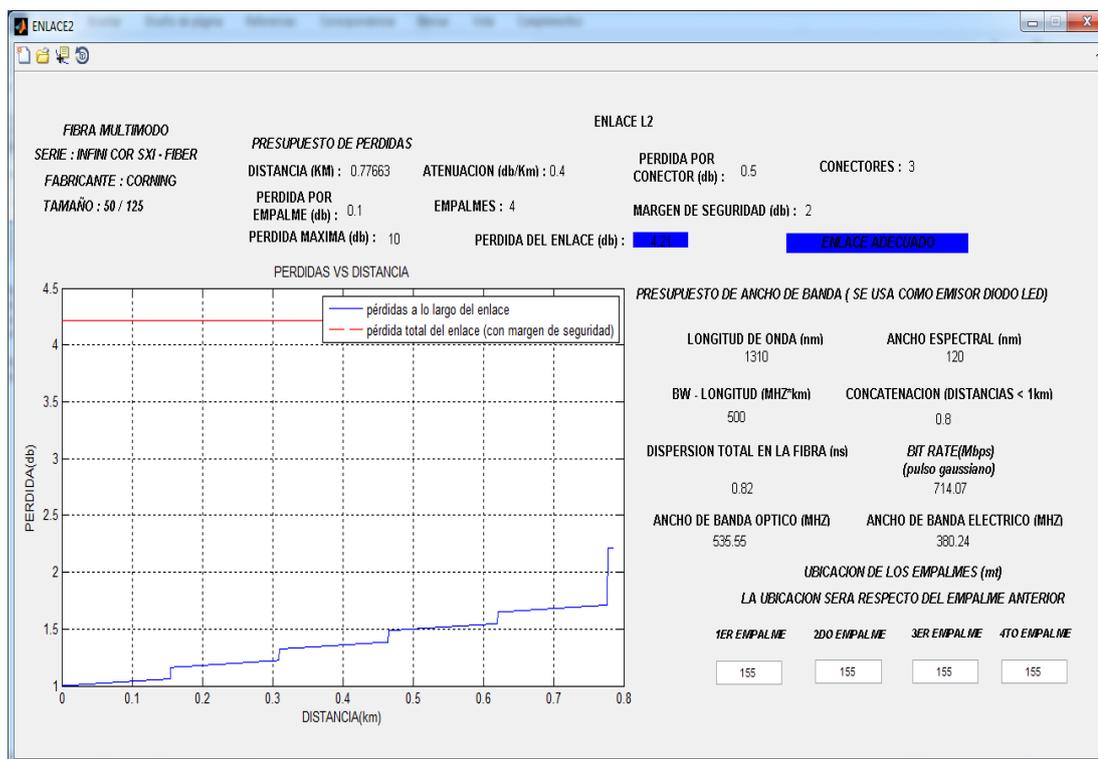 ENLACE2
ENLACE L2
FIBRA MULTIMODO
SERIE : INFINI COR SXI - FIBER
FABRICANTE : CORNING
TAMAÑO : 50 / 125
PRESUPUESTO DE PERDIDAS
DISTANCIA (KM) : 0.77663
ATENUACION (db/Km) : 0.4
PERDIDA POR
CONECTOR (db) : 0.5
CONECTORES : 3
PERDIDA POR
EMPALME (db) : 0.1
EMPALMES : 4
MARGEN DE SEGURIDAD (db) : 2
PERDIDA MAXIMA (db) : 10
PERDIDA DEL ENLACE (db) : 4.21
ENLACE ADECUADO
PERDIDAS VS DISTANCIA
pérdidas a lo largo del enlace
pérdida total del enlace (con margen de seguridad)
4.5
4
3.5
3
2.5
2
1.5
1
PERDIDA(db)
0 0.1 0.2 0.3 0.4 0.5 0.6 0.7 0.8
DISTANCIA(km)
PRESUPUESTO DE ANCHO DE BANDA ( SE USA COMO EMISOR DIODO LED)
LONGITUD DE ONDA (nm)
1310
ANCHO ESPECTRAL (nm)
120
BW - LONGITUD (MHZ*km)
500
CONCATENACION (DISTANCIAS < 1km)
0.8
DISPERSION TOTAL EN LA FIBRA (ns)
0.82
BIT RATE(Mbps)
(pulso gaussiano)
714.07
ANCHO DE BANDA OPTICO (MHZ)
535.55
ANCHO DE BANDA ELECTRICO (MHZ)
380.24
UBICACION DE LOS EMPALMES (mt)
LA UBICACION SERA RESPECTO DEL EMPALME ANTERIOR
1ER EMPALME 2DO EMPALME 3ER EMPALME 4TO EMPALME
155 155 155 155